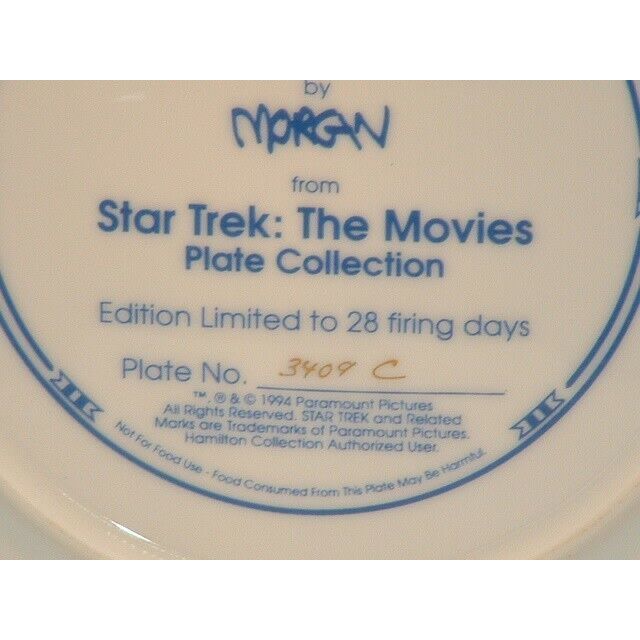 by
MORGAN
from
Star Trek: The Movies
Plate Collection
Edition Limited to 28 firing days
Plate No. 3409 C
™, ® & © 1994 Paramount Pictures
All Rights Reserved. STAR TREK and Related
Marks are Trademarks of Paramount Pictures.
Hamilton Collection Authorized User.
Not For Food Use - Food Consumed From This Plate May Be Harmful.